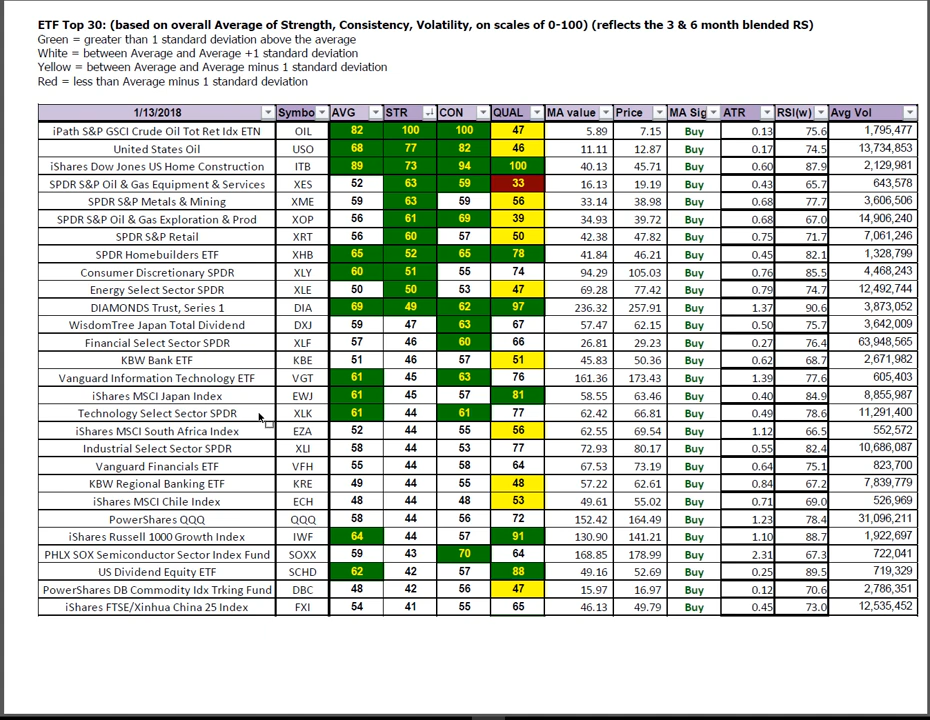 ETF Top 30: (based on overall Average of Strength, Consistency, Volatility, on scales of 0-100) (reflects the 3 & 6 month blended RS)
Green = greater than 1 standard deviation above the average
White = between Average and Average +1 standard deviation
Yellow = between Average and Average minus 1 standard deviation
Red = less than Average minus 1 standard deviation
1/13/2018 Symbo AVG STR CON QUAL MA value Price MA Sig ATR RSI(w) Avg Vol
iPath S&P GSCI Crude Oil Tot Ret Idx ETN OIL 82 100 100 47 5.89 7.15 Buy 0.13 75.6 1,795,477
United States Oil USO 68 77 82 46 11.11 12.87 Buy 0.17 74.5 13,734,853
iShares Dow Jones US Home Construction ITB 89 73 94 100 40.13 45.71 Buy 0.60 87.9 2,129,981
SPDR S&P Oil & Gas Equipment & Services XES 52 63 59 33 16.13 19.19 Buy 0.43 65.7 643,578
SPDR S&P Metals & Mining XME 59 63 59 56 33.14 38.98 Buy 0.68 77.7 3,606,506
SPDR S&P Oil & Gas Exploration & Prod XOP 56 61 69 39 34.93 39.72 Buy 0.68 67.0 14,906,240
SPDR S&P Retail XRT 56 60 57 50 42.38 47.82 Buy 0.75 71.7 7,061,246
SPDR Homebuilders ETF XHB 65 52 65 78 41.84 46.21 Buy 0.45 82.1 1,328,799
Consumer Discretionary SPDR XLY 60 51 55 74 94.29 105.03 Buy 0.76 85.5 4,468,243
Energy Select Sector SPDR XLE 50 50 53 47 69.28 77.42 Buy 0.79 74.7 12,492,744
DIAMONDS Trust, Series 1 DIA 69 49 62 97 236.32 257.91 Buy 1.37 90.6 3,873,052
WisdomTree Japan Total Dividend DXJ 59 47 63 67 57.47 62.15 Buy 0.50 75.7 3,642,009
Financial Select Sector SPDR XLF 57 46 60 66 26.81 29.23 Buy 0.27 76.4 63,948,565
KBW Bank ETF KBE 51 46 57 51 45.83 50.36 Buy 0.62 68.7 2,671,982
Vanguard Information Technology ETF VGT 61 45 63 76 161.36 173.43 Buy 1.39 77.6 605,403
iShares MSCI Japan Index EWJ 61 45 57 81 58.55 63.46 Buy 0.40 84.9 8,855,987
Technology Select Sector SPDR XLK 61 44 61 77 62.42 66.81 Buy 0.49 78.6 11,291,400
iShares MSCI South Africa Index EZA 52 44 55 56 62.55 69.54 Buy 1.12 66.5 552,572
Industrial Select Sector SPDR XLI 58 44 53 77 72.93 80.17 Buy 0.55 82.4 10,686,087
Vanguard Financials ETF VFH 55 44 58 64 67.53 73.19 Buy 0.64 75.1 823,700
KBW Regional Banking ETF KRE 49 44 55 48 57.22 62.61 Buy 0.84 67.2 7,839,779
iShares MSCI Chile Index ECH 48 44 48 53 49.61 55.02 Buy 0.71 69.0 526,969
PowerShares QQQ QQQ 58 44 56 72 152.42 164.49 Buy 1.23 78.4 31,096,211
iShares Russell 1000 Growth Index IWF 64 44 57 91 130.90 141.21 Buy 1.10 88.7 1,922,697
PHLX SOX Semiconductor Sector Index Fund SOXX 59 43 70 64 168.85 178.99 Buy 2.31 67.3 722,041
US Dividend Equity ETF SCHD 62 42 57 88 49.16 52.69 Buy 0.25 89.5 719,329
PowerShares DB Commodity Idx Trking Fund DBC 48 42 56 47 15.97 16.97 Buy 0.12 70.6 2,786,351
iShares FTSE/Xinhua China 25 Index FXI 54 41 55 65 46.13 49.79 Buy 0.45 73.0 12,535,452